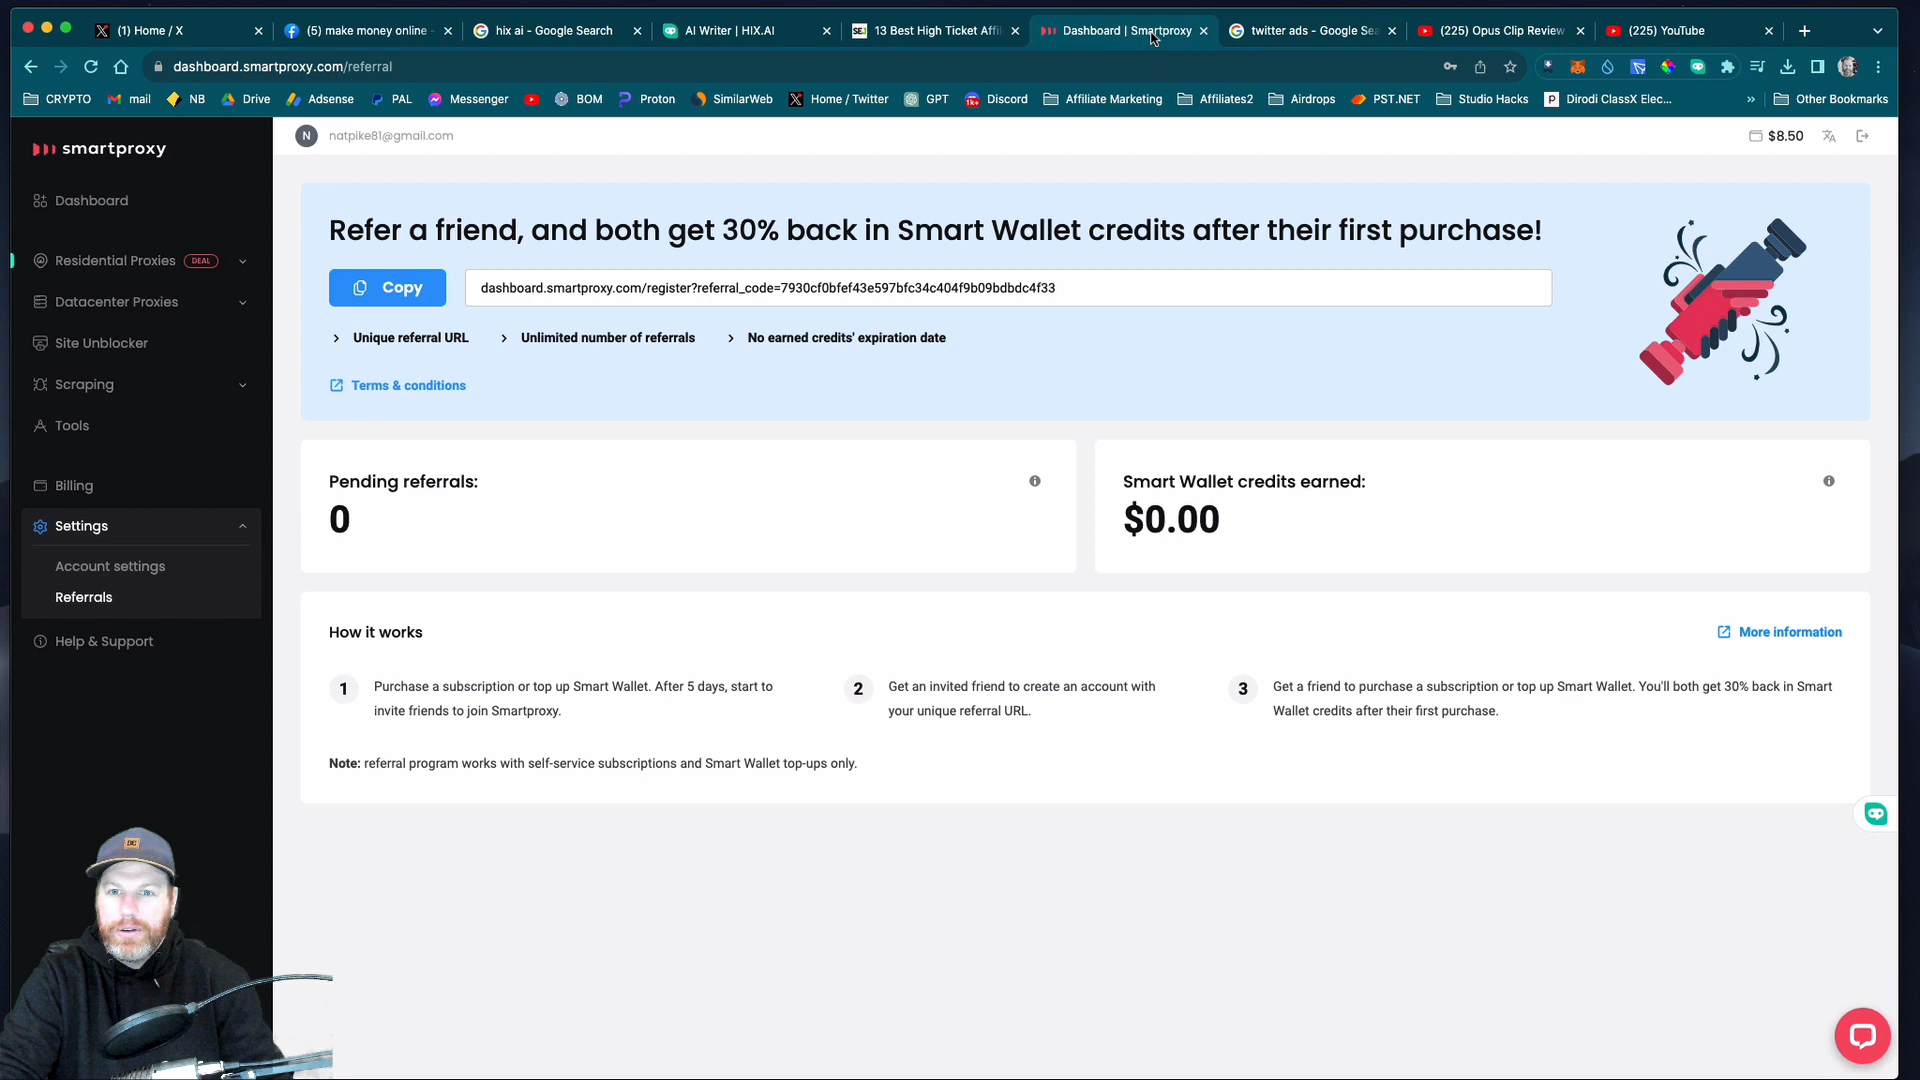 (1) Home / X
(5) make money online -
hix ai - Google Search
AI Writer | HIX.AI
SEJ
13 Best High Ticket Affili
Dashboard | Smartproxy
twitter ads - Google Sea
(225) Opus Clip Review
(225) YouTube
dashboard.smartproxy.com/referral
CRYPTO
mail
NB
Drive
Adsense
PAL
Messenger
BOM
Proton
SimilarWeb
Home / Twitter
GPT
1K+
Discord
Affiliate Marketing
Affiliates2
Airdrops
PST.NET
Studio Hacks
P
Dirodi ClassX Elec...
»
Other Bookmarks
smartproxy
N
natpike81@gmail.com
$8.50
Dashboard
Residential Proxies DEAL
Datacenter Proxies
Site Unblocker
Scraping
Tools
Billing
Settings
Account settings
Referrals
Help & Support
Refer a friend, and both get 30% back in Smart Wallet credits after their first purchase!
Copy
dashboard.smartproxy.com/register?referral_code=7930cf0bfef43e597bfc34c404f9b09bdbdc4f33
Unique referral URL
Unlimited number of referrals
No earned credits' expiration date
Terms & conditions
Pending referrals:
0
Smart Wallet credits earned:
$0.00
How it works
More information
1
Purchase a subscription or top up Smart Wallet. After 5 days, start to
invite friends to join Smartproxy.
2
Get an invited friend to create an account with
your unique referral URL.
3
Get a friend to purchase a subscription or top up Smart Wallet. You'll both get 30% back in Smart
Wallet credits after their first purchase.
Note: referral program works with self-service subscriptions and Smart Wallet top-ups only.